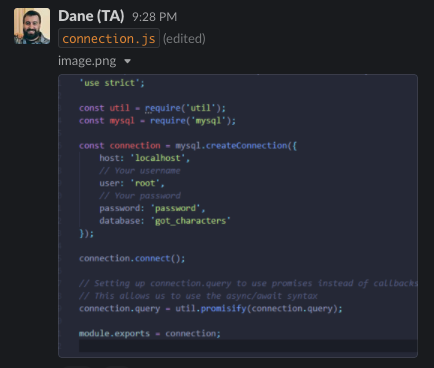 Dane (TA) 9:28 PM
connection.js (edited)
image.png
'use strict';
const util = require('util');
const mysql = require('mysql');
const connection = mysql.createConnection({
host: 'localhost',
// Your username
user: 'root',
// Your password
password: 'password',
database: 'got_characters'
});
connection.connect();
// Setting up connection.query to use promises instead of callbacks
// This allows us to use the async/await syntax
connection.query = util.promisify(connection.query);
module.exports = connection;